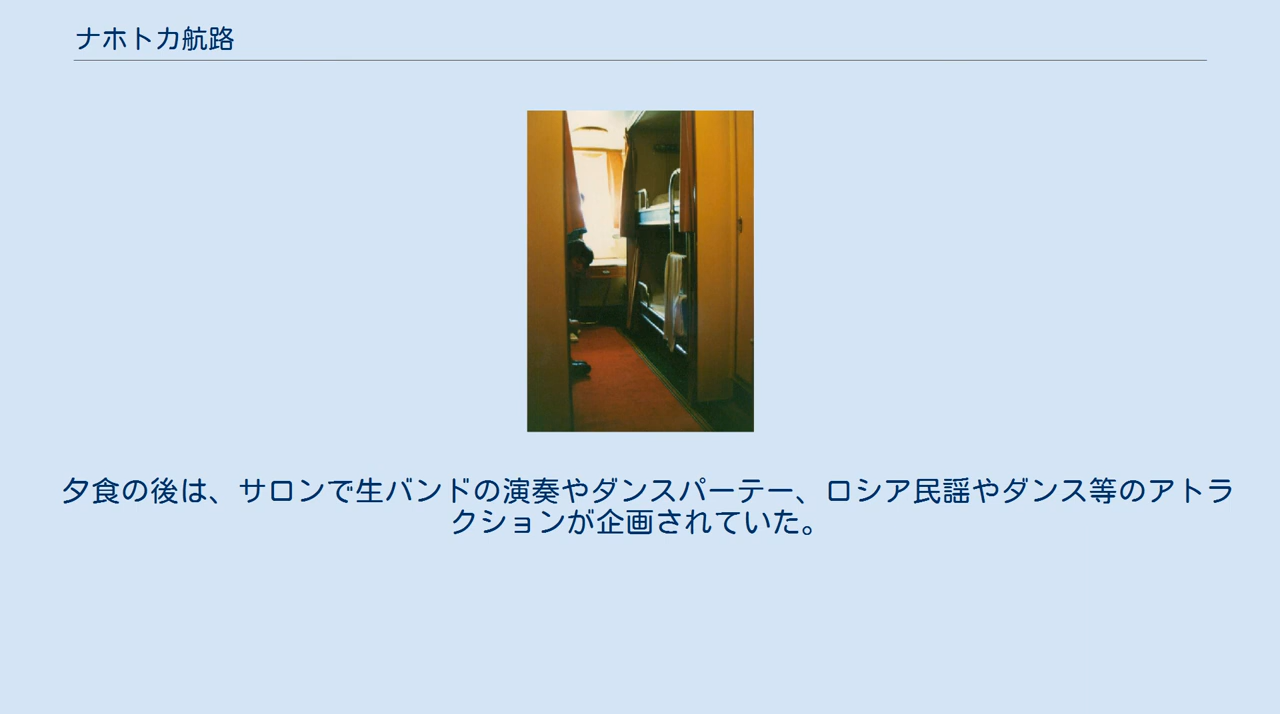 ナホトカ航路
夕食の後は、サロンで生バンドの演奏やダンスパーテー、ロシア民謡やダンス等のアトラ
クションが企画されていた。